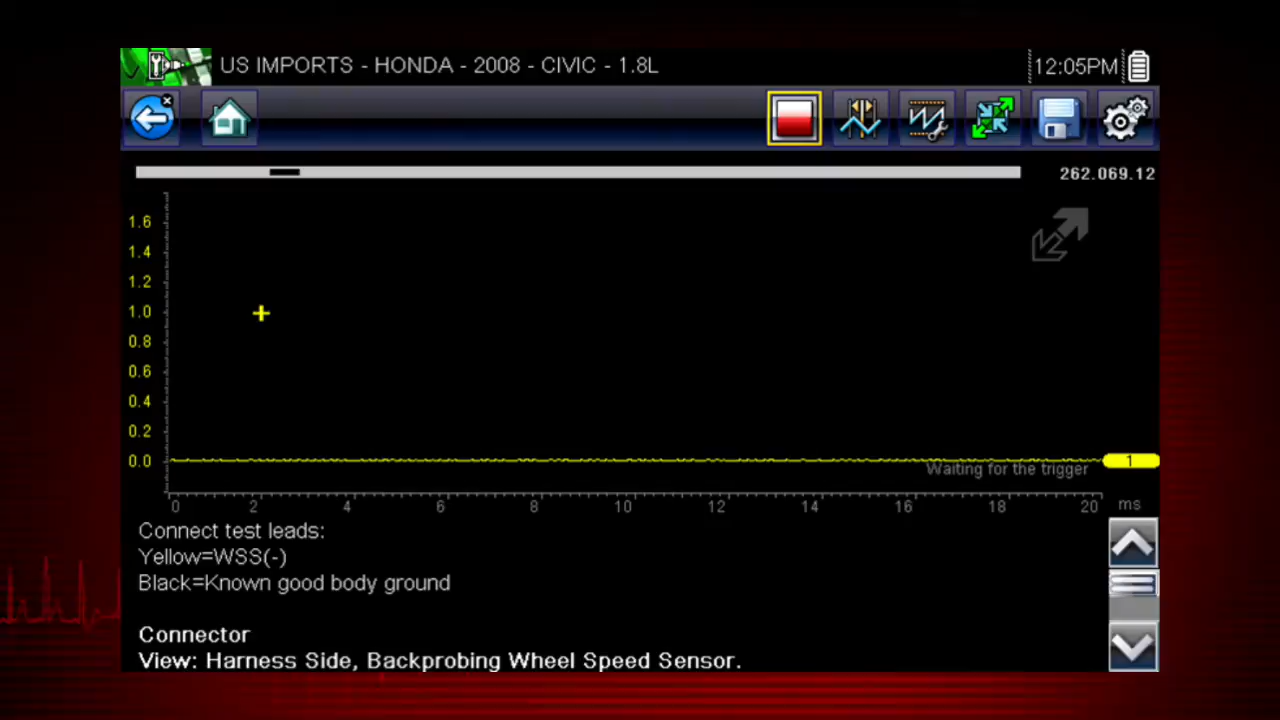 US IMPORTS - HONDA - 2008 - CIVIC - 1.8L
12:05PM
262.069.12
1.6
1.4
1.2
1.0
0.8
0.6
0.4
0.2
0.0
1
Waiting for the trigger
0 2 4 6 8 10 12 14 16 18 20 ms
Connect test leads:
Yellow=WSS(-)
Black=Known good body ground
Connector
View: Harness Side, Backprobing Wheel Speed Sensor.